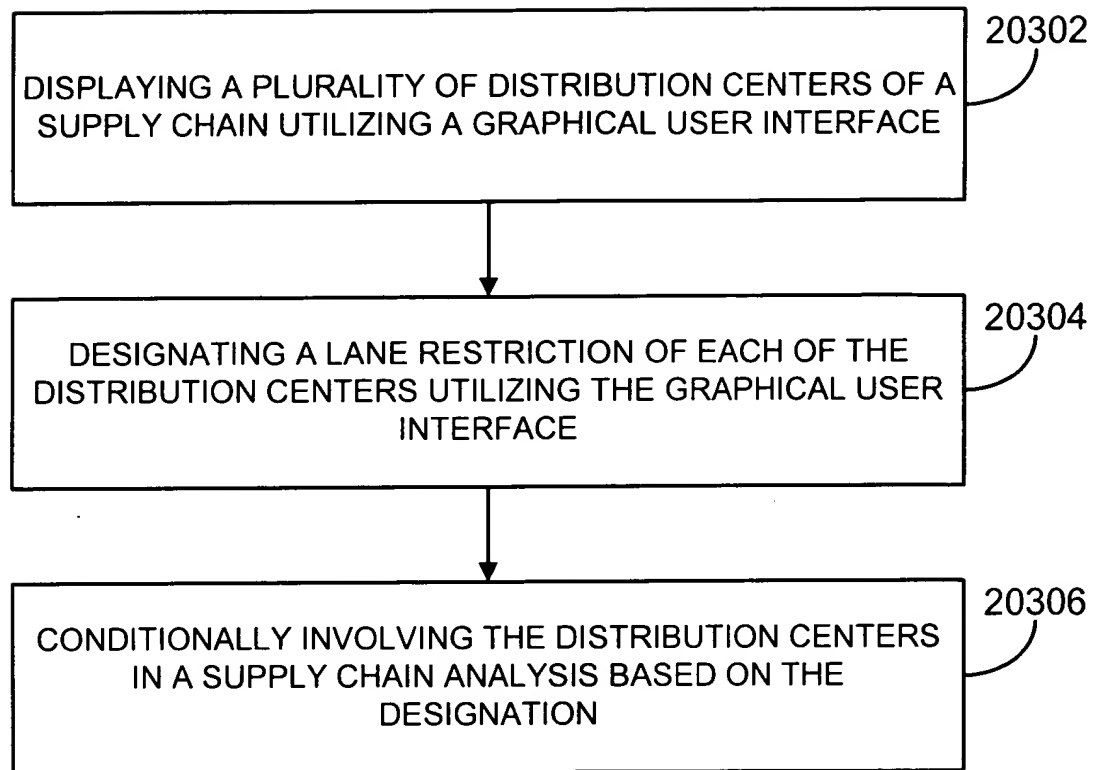 20302
DISPLAYING A PLURALITY OF DISTRIBUTION CENTERS OF A
SUPPLY CHAIN UTILIZING A GRAPHICAL USER INTERFACE
20304
DESIGNATING A LANE RESTRICTION OF EACH OF THE
DISTRIBUTION CENTERS UTILIZING THE GRAPHICAL USER
INTERFACE
20306
CONDITIONALLY INVOLVING THE DISTRIBUTION CENTERS
IN A SUPPLY CHAIN ANALYSIS BASED ON THE
DESIGNATION